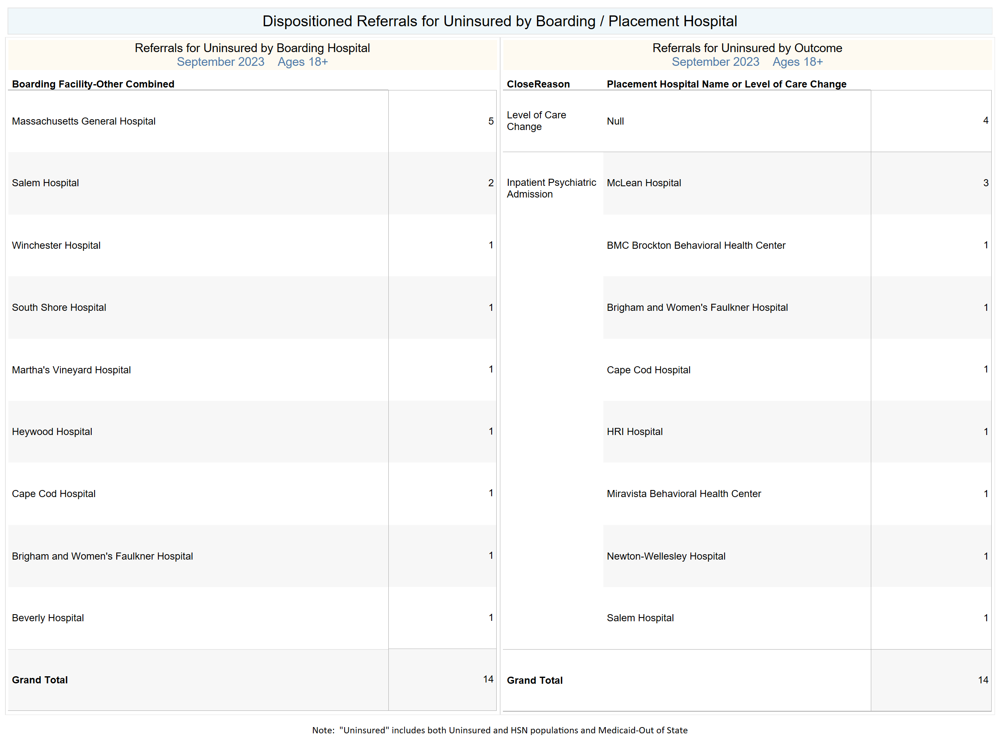 Dispositioned Referrals for Uninsured by Boarding / Placement Hospital
Referrals for Uninsured by Boarding Hospital
September 2023 Ages 18+
Boarding Facility-Other Combined
Massachusetts General Hospital 5
Salem Hospital 2
Winchester Hospital 1
South Shore Hospital 1
Martha's Vineyard Hospital 1
Heywood Hospital 1
Cape Cod Hospital 1
Brigham and Women's Faulkner Hospital 1
Beverly Hospital 1
Grand Total 14
Referrals for Uninsured by Outcome
September 2023 Ages 18+
CloseReason Placement Hospital Name or Level of Care Change
Level of Care
Change
Null 4
Inpatient Psychiatric
Admission
McLean Hospital 3
BMC Brockton Behavioral Health Center 1
Brigham and Women's Faulkner Hospital 1
Cape Cod Hospital 1
HRI Hospital 1
Miravista Behavioral Health Center 1
Newton-Wellesley Hospital 1
Salem Hospital 1
Grand Total 14
Note: "Uninsured" includes both Uninsured and HSN populations and Medicaid-Out of State